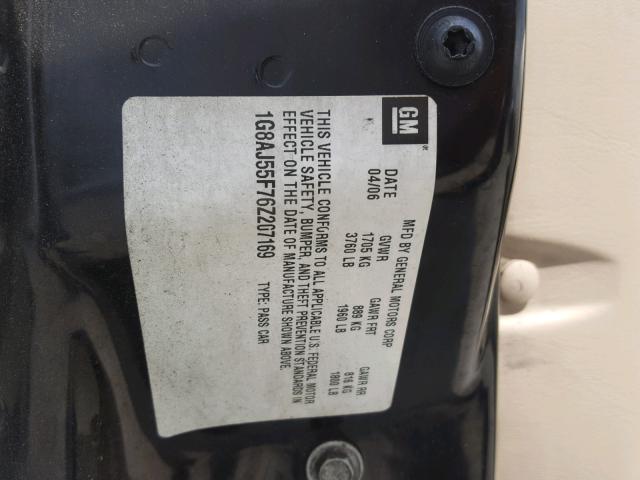 GM
MFD BY GENERAL MOTORS CORP
DATE GVWR GAWR FRT GAWR RR
04/06 1705 KG 889 KG 816 KG
3760 LB 1960 LB 1800 LB
THIS VEHICLE CONFORMS TO ALL APPLICABLE U.S. FEDERAL MOTOR
VEHICLE SAFETY, BUMPER, AND THEFT PREVENTION STANDARDS IN
EFFECT ON THE DATE OF MANUFACTURE SHOWN ABOVE.
1G8AJ55F76Z207169 TYPE: PASS CAR